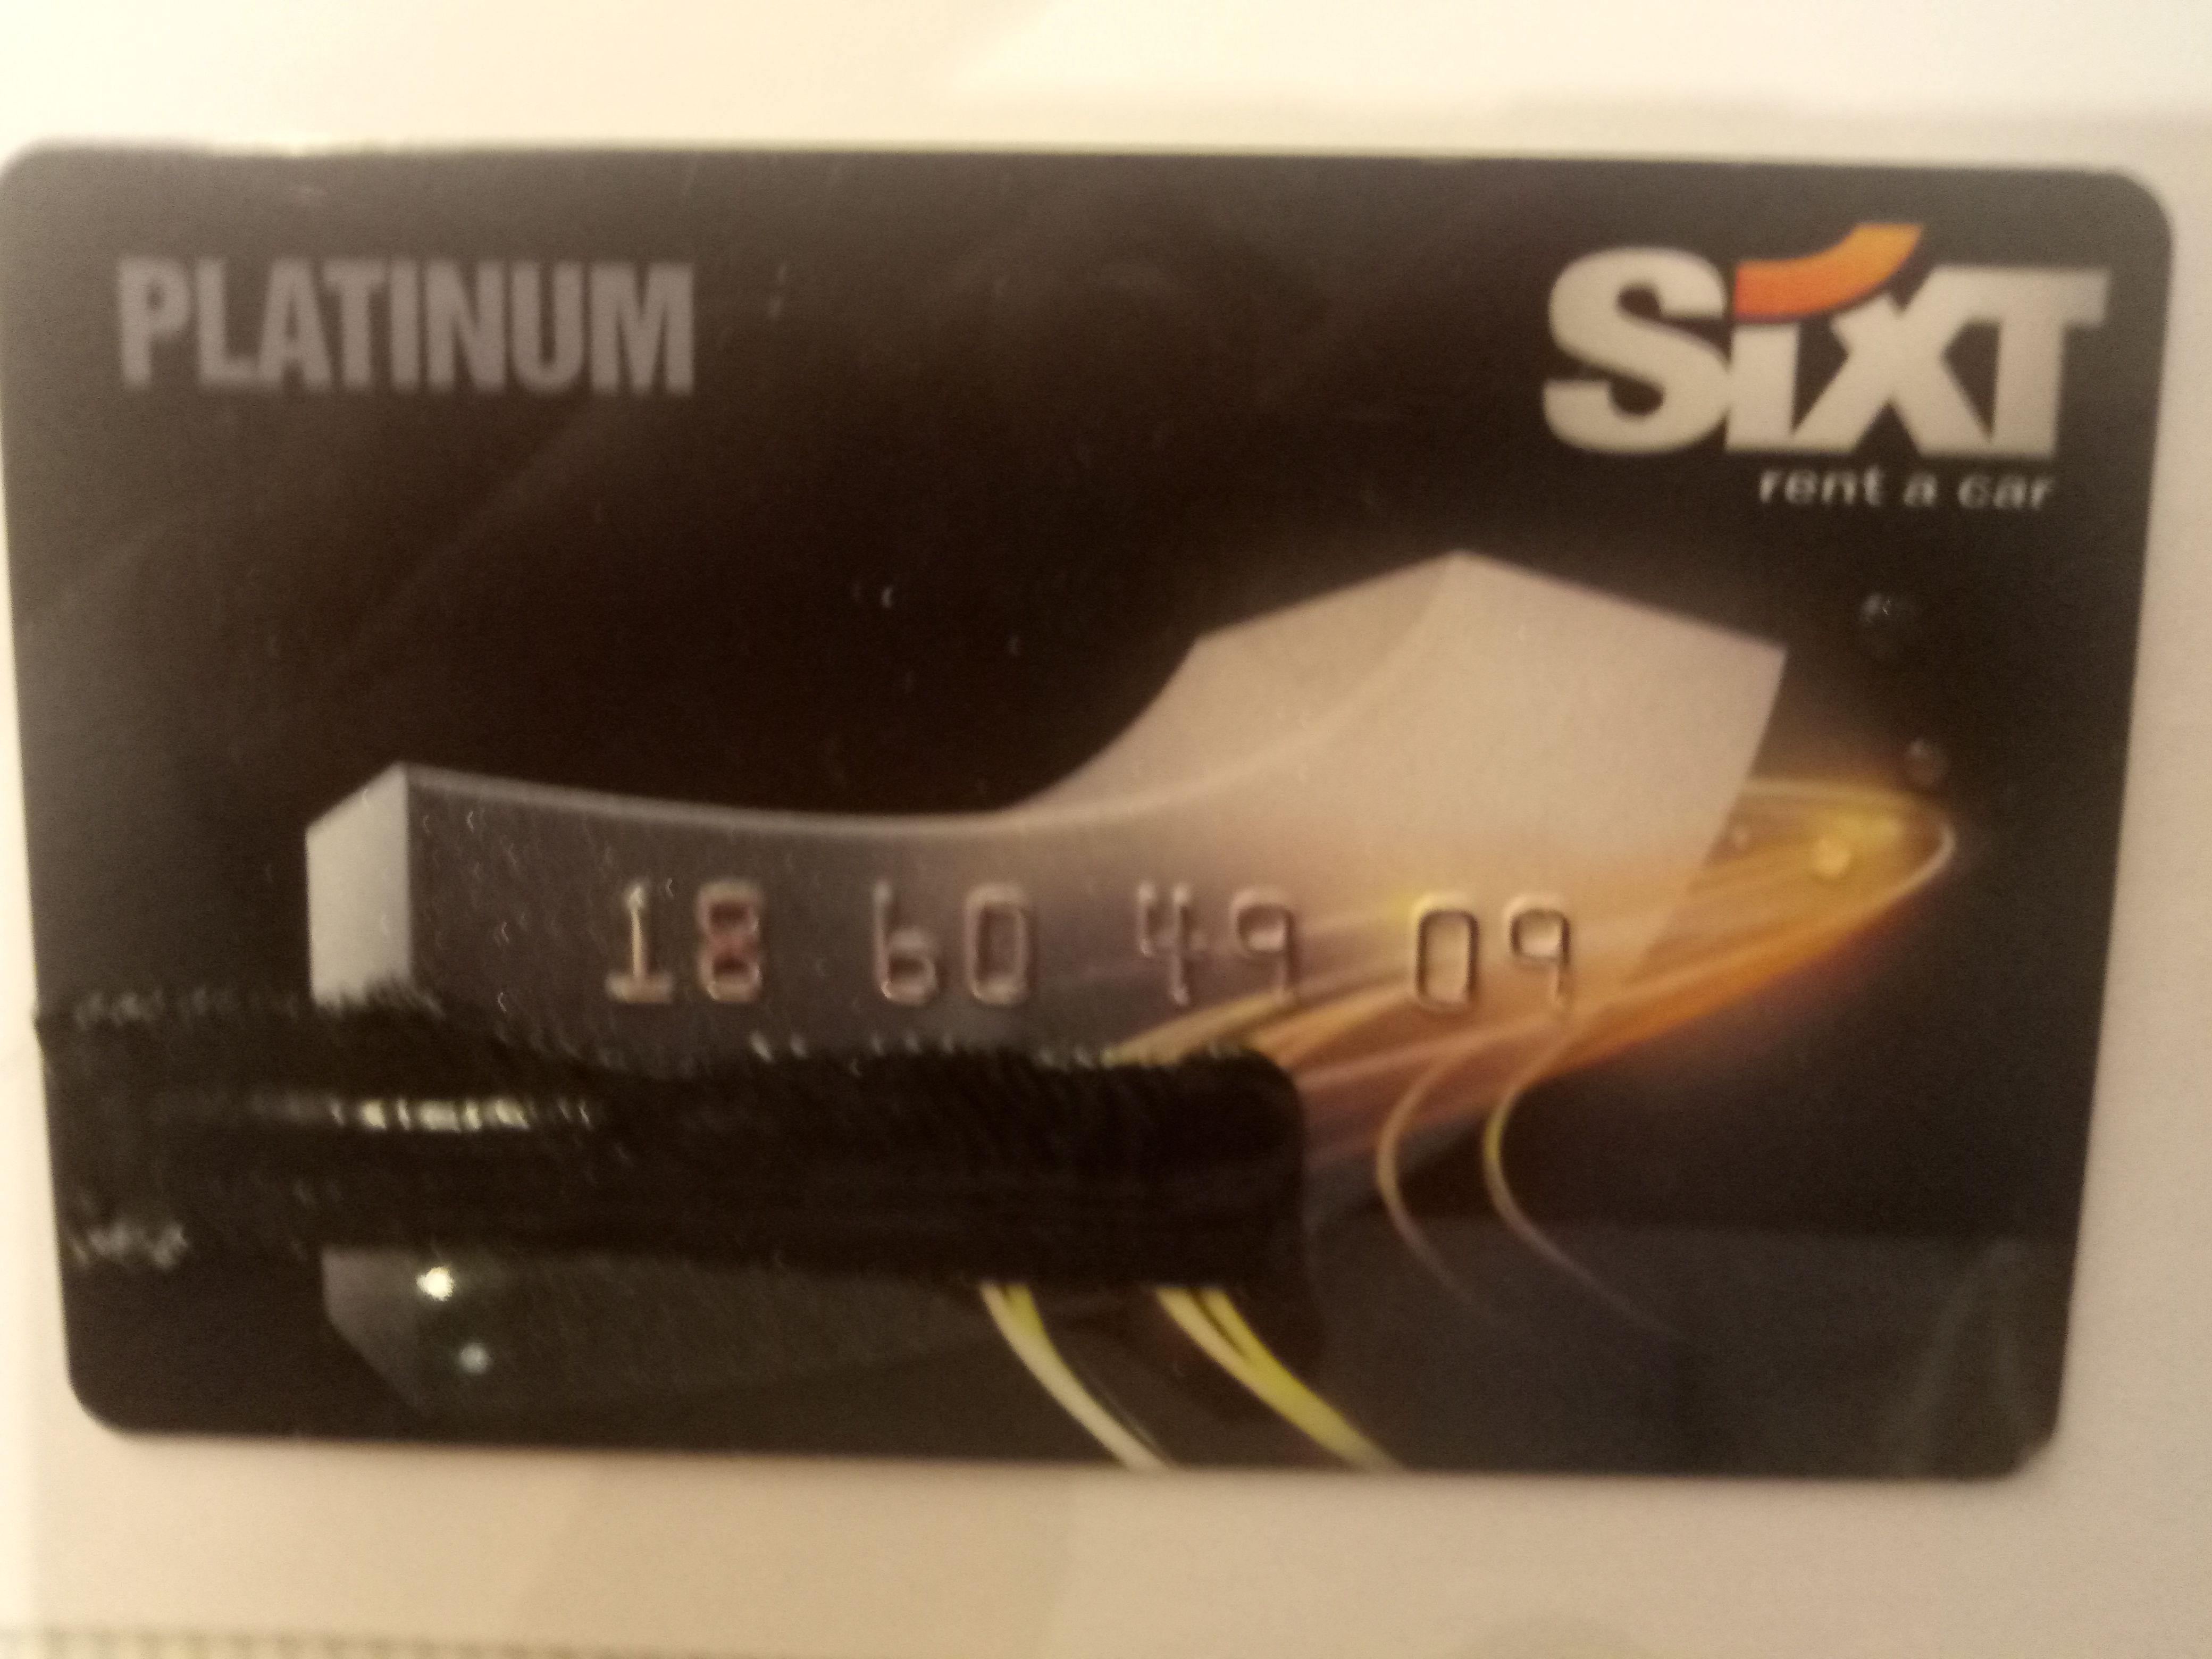 PLATINUM
SiXT
rent a car
18 60 49 09